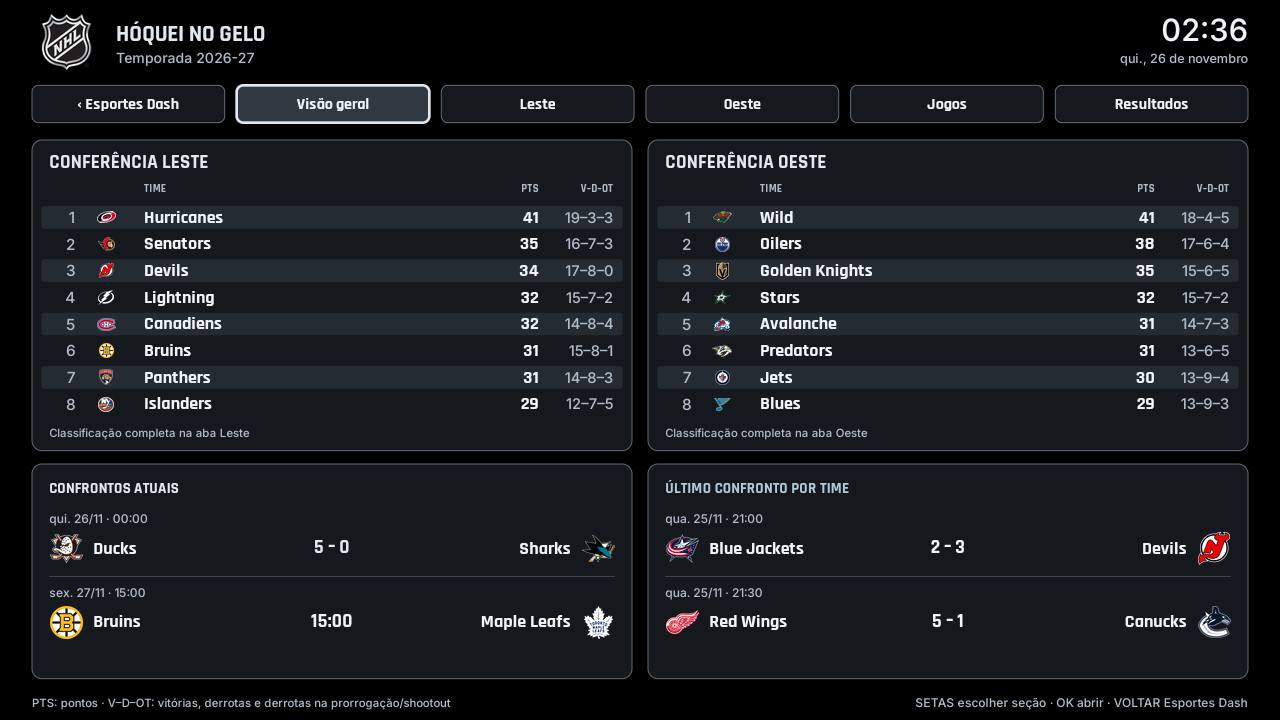 NHL
HÓQUEI NO GELO
Temporada 2026-27
02:36
qui., 26 de novembro
‹ Esportes Dash
Visão geral
Leste
Oeste
Jogos
Resultados
CONFERÊNCIA LESTE
TIME PTS V-D-OT
1 Hurricanes 41 19–3–3
2 Senators 35 16–7–3
3 Devils 34 17–8–0
4 Lightning 32 15–7–2
5 Canadiens 32 14–8–4
6 Bruins 31 15–8–1
7 Panthers 31 14–8–3
8 Islanders 29 12–7–5
Classificação completa na aba Leste
CONFERÊNCIA OESTE
TIME PTS V-D-OT
1 Wild 41 18–4–5
2 Oilers 38 17–6–4
3 Golden Knights 35 15–6–5
4 Stars 32 15–7–2
5 Avalanche 31 14–7–3
6 Predators 31 13–6–5
7 Jets 30 13–9–4
8 Blues 29 13–9–3
Classificação completa na aba Oeste
CONFRONTOS ATUAIS
qui. 26/11 · 00:00
Ducks 5 – 0 Sharks
sex. 27/11 · 15:00
Bruins 15:00 Maple Leafs
ÚLTIMO CONFRONTO POR TIME
qua. 25/11 · 21:00
Blue Jackets 2 – 3 Devils
qua. 25/11 · 21:30
Red Wings 5 – 1 Canucks
PTS: pontos · V–D–OT: vitórias, derrotas e derrotas na prorrogação/shootout
SETAS escolher seção · OK abrir · VOLTAR Esportes Dash